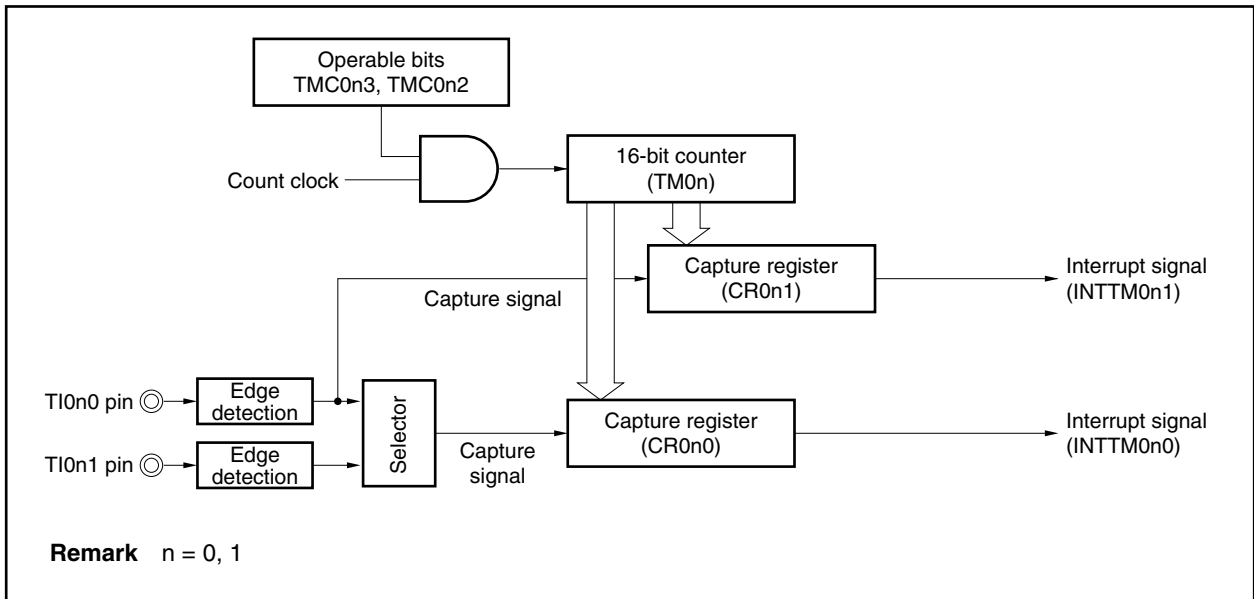 Operable bits
TMC0n3, TMC0n2
Count clock
16-bit counter
(TM0n)
Capture register
(CR0n1)
Interrupt signal
(INTTM0n1)
Capture signal
TI0n0 pin
Edge
detection
Selector
Capture register
(CR0n0)
Interrupt signal
(INTTM0n0)
Capture
signal
TI0n1 pin
Edge
detection
Remark n = 0, 1